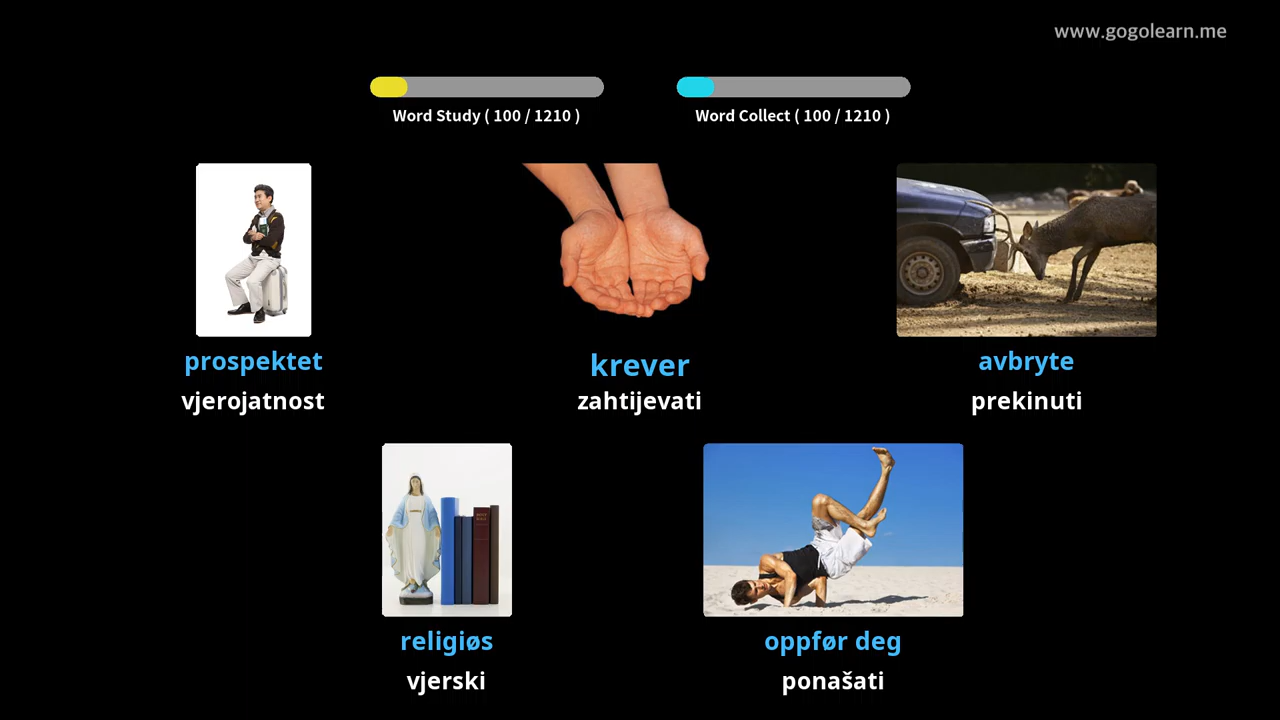 www.gogolearn.me
Word Study ( 100 / 1210 )
Word Collect ( 100 / 1210 )
prospektet
vjerojatnost
krever
zahtijevati
avbryte
prekinuti
religiøs
vjerski
oppfør deg
ponašati